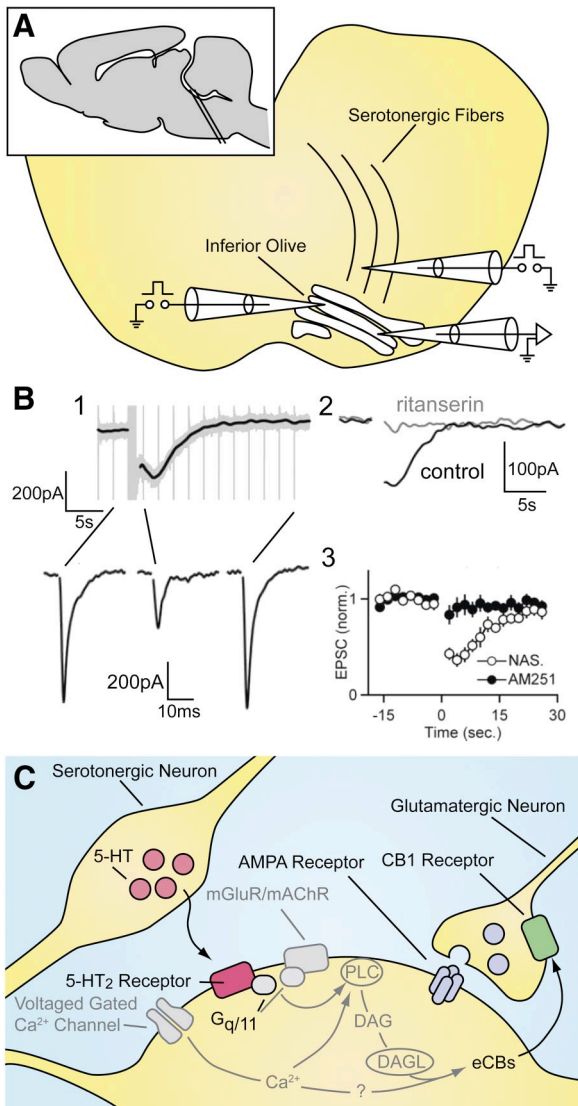 A
Serotonergic Fibers
Inferior Olive
B
1
200pA
5s
2
ritanserin
control
100pA
5s
200pA
10ms
3
EPSC (norm.)
1
0
NAS.
AM251
-15
0
15
30
Time (sec.)
C
Serotonergic Neuron
Glutamatergic Neuron
5-HT
AMPA Receptor
CB1 Receptor
mGluR/mAChR
5-HT2 Receptor
Voltaged Gated
Ca2+ Channel
Gq/11
PLC
DAG
DAGL
eCBs
Ca2+
?